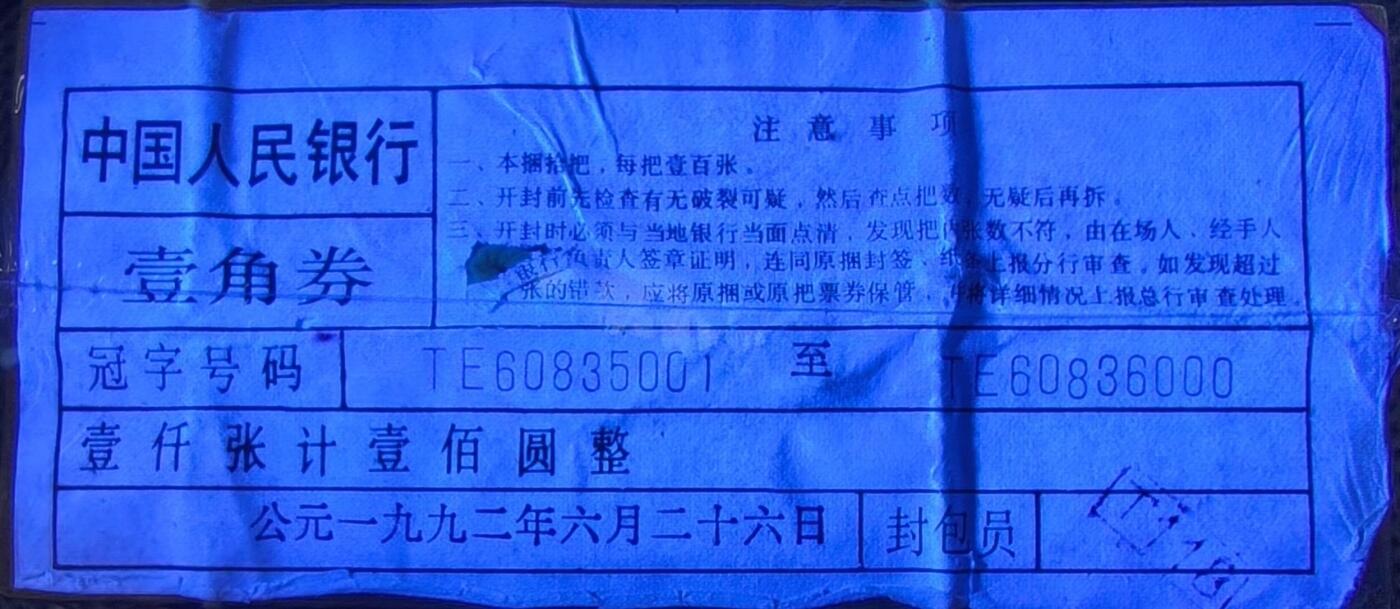 中国人民银行
壹角券
注意事项
一、本捆拾把，每把壹百张。
二、开封前先检查有无破裂可疑，然后查点把数，无疑后再拆。
三、开封时必须与当地银行当面点清，发现把内张数不符，由在场人、经手人
银行负责人签章证明，连同原捆封签、纸条上报分行审查。如发现超过
张的错款，应将原捆或原把票券保管，并将详细情况上报总行审查处理。
冠字号码
TE60835001 至 TE60836000
壹仟张计壹佰圆整
公元一九九二年六月二十六日
封包员